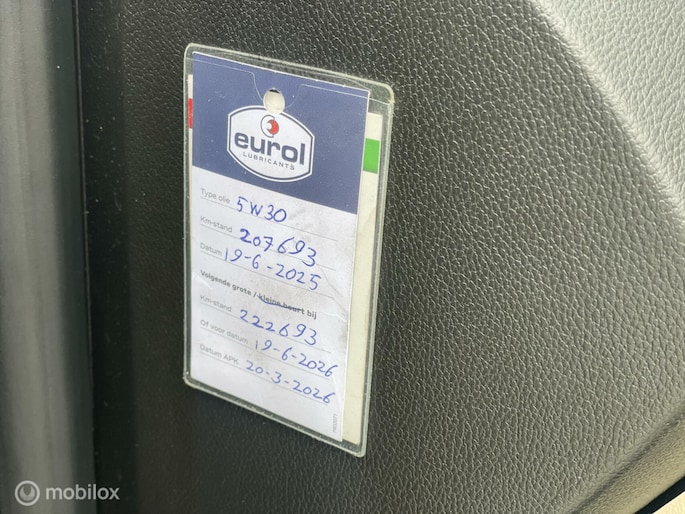 eurol
LUBRICANTS
Type olie 5W30
Km-stand 207693
Datum 19-6-2025
Volgende grote / kleine beurt bij
Km-stand 222693
Of voor datum 19-6-2026
Datum APK 20-3-2026
mobilox